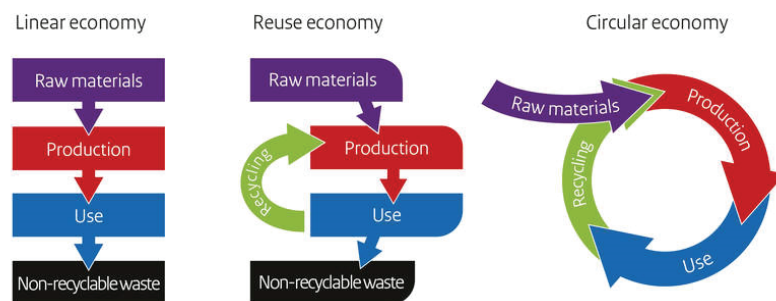 Linear economy
Raw materials
Production
Use
Non-recyclable waste
Reuse economy
Raw materials
Production
Recycling
Use
Non-recyclable waste
Circular economy
Raw materials
Production
Recycling
Use